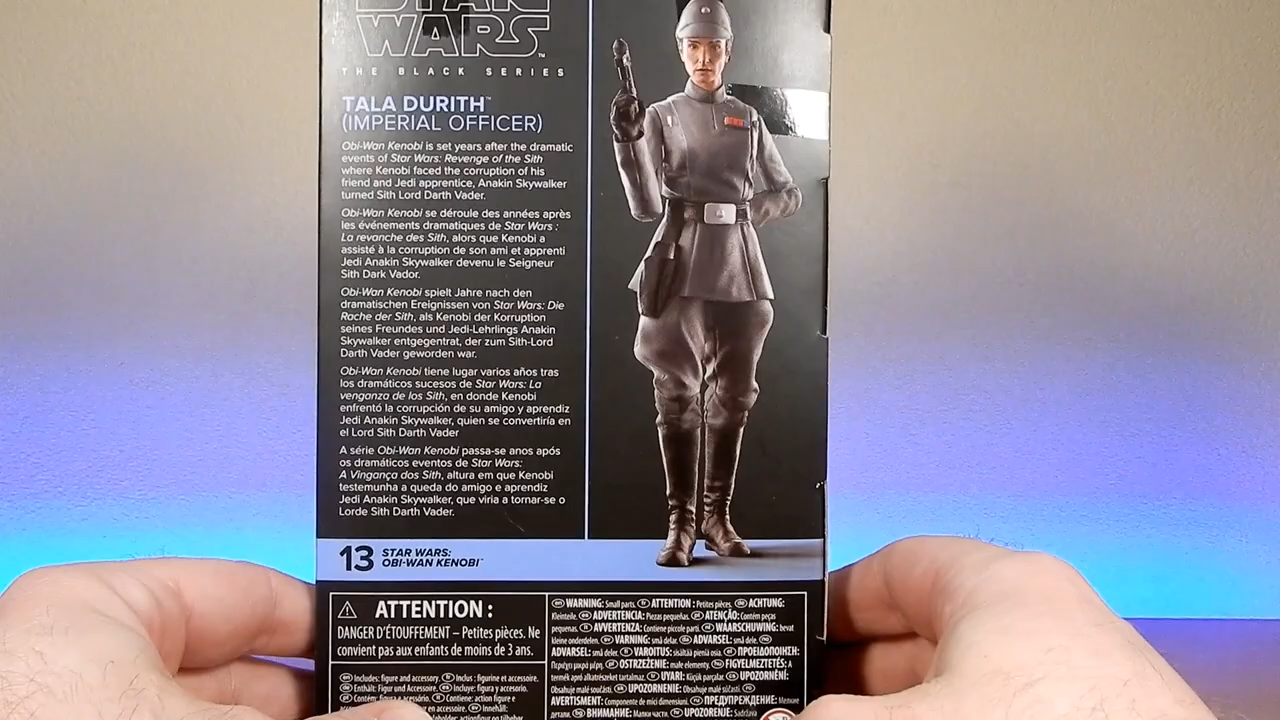 STAR
WARS™
THE BLACK SERIES
TALA DURITH™
(IMPERIAL OFFICER)
Obi-Wan Kenobi is set years after the dramatic
events of Star Wars: Revenge of the Sith
where Kenobi faced the corruption of his
friend and Jedi apprentice, Anakin Skywalker
turned Sith Lord Darth Vader.
Obi-Wan Kenobi se déroule des années après
les événements dramatiques de Star Wars :
La revanche des Sith, alors que Kenobi a
assisté à la corruption de son ami et apprenti
Jedi Anakin Skywalker devenu le Seigneur
Sith Dark Vador.
Obi-Wan Kenobi spielt Jahre nach den
dramatischen Ereignissen von Star Wars: Die
Rache der Sith, als Kenobi der Korruption
seines Freundes und Jedi-Lehrlings Anakin
Skywalker entgegentrat, der zum Sith-Lord
Darth Vader geworden war.
Obi-Wan Kenobi tiene lugar varios años tras
los dramáticos sucesos de Star Wars: La
venganza de los Sith, en donde Kenobi
enfrentó la corrupción de su amigo y aprendiz
Jedi Anakin Skywalker, quien se convertiría en
el Lord Sith Darth Vader
A série Obi-Wan Kenobi passa-se anos após
os dramáticos eventos de Star Wars:
A Vingança dos Sith, altura em que Kenobi
testemunha a queda do amigo e aprendiz
Jedi Anakin Skywalker, que viria a tornar-se o
Lorde Sith Darth Vader.
13 STAR WARS:
OBI-WAN KENOBI™
ATTENTION :
DANGER D'ÉTOUFFEMENT – Petites pièces. Ne
convient pas aux enfants de moins de 3 ans.
Includes: figure and accessory. Inclus : figurine et accessoire.
Enthält: Figur und Accessoire. Incluye: figura y accesorio.
Contém: figura e acessório. Contiene: action figure e
en accessoire. Innehåll:
WARNING: Small parts. ATTENTION : Petites pièces. ACHTUNG:
Kleinteile. ADVERTENCIA: Piezas pequeñas. ATENÇÃO: Contém peças
pequenas. AVVERTENZA: Contiene piccole parti. WAARSCHUWING: bevat
kleine onderdelen. VARNING: små delar. ADVARSEL: små dele.
ADVARSEL: små deler. VAROITUS: sisältää pieniä osia. ΠΡΟΕΙΔΟΠΟΙΗΣΗ:
Περιέχει μικρά μέρη. OSTRZEŻENIE: małe elementy. FIGYELMEZTETÉS: A
termék apró alkatrészeket tartalmaz. UYARI: Küçük parçalar. UPOZORNĚNÍ:
Obsahuje malé součásti. UPOZORNENIE: Obsahuje malé súčasti.
AVERTISMENT: Componente de mici dimensiuni. ПРЕДУПРЕЖДЕНИЕ: Мелкие
детали. ВНИМАНИЕ: Малки части. UPOZORENJE: Sadržava